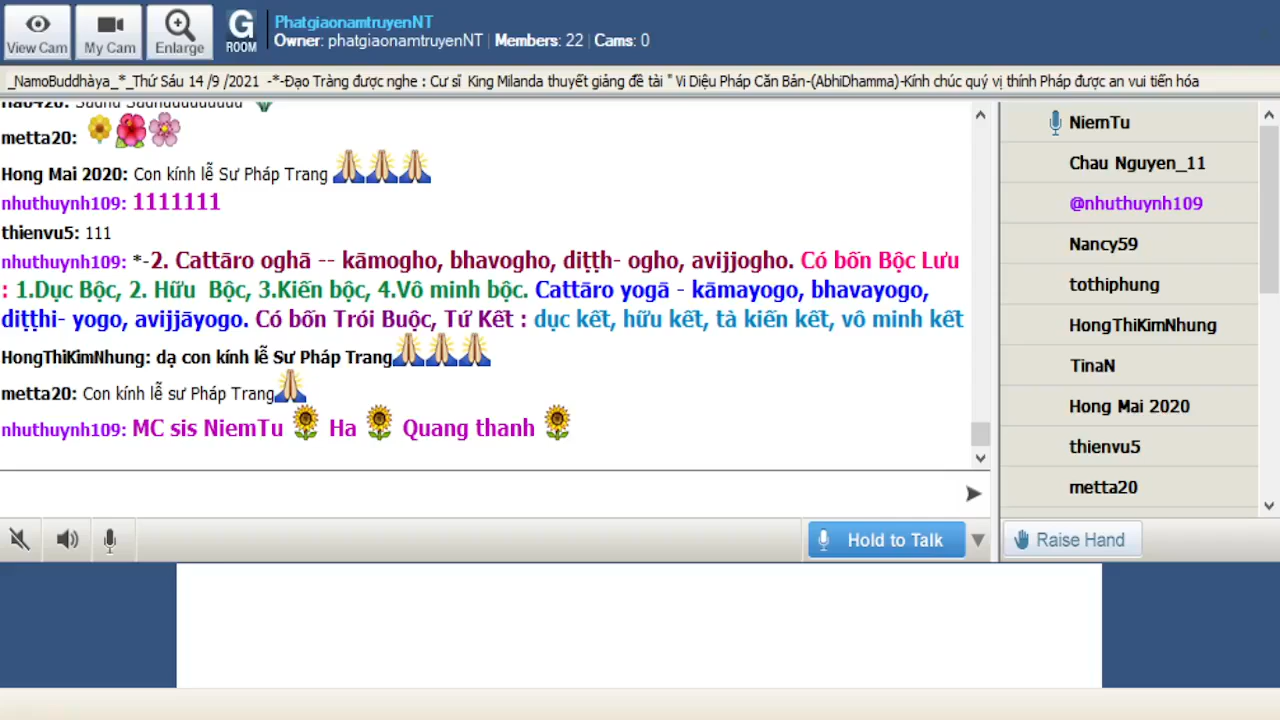 View Cam
My Cam
Enlarge
G
ROOM
PhatgiaonamtruyenNT
Owner: phatgiaonamtruyenNT | Members: 22 | Cams: 0
_NamoBuddhàya_*_Thứ Sáu 14 /9 /2021 -*-Đạo Tràng được nghe : Cư sĩ King Milanda thuyết giảng đề tài " Vi Diệu Pháp Căn Bản-(AbhiDhamma)-Kính chúc quý vị thính Pháp được an vui tiến hóa
metta20:
Hong Mai 2020: Con kính lễ Sư Pháp Trang
nhuthuynh109: 1111111
thienvu5: 111
nhuthuynh109: *-2. Cattāro oghā -- kāmogho, bhavogho, diṭṭh- ogho, avijjogho. Có bốn Bộc Lưu
: 1.Dục Bộc, 2. Hữu Bộc, 3.Kiến bộc, 4.Vô minh bộc. Cattāro yogā - kāmayogo, bhavayogo,
diṭṭhi- yogo, avijjāyogo. Có bốn Trói Buộc, Tứ Kết : dục kết, hữu kết, tà kiến kết, vô minh kết
HongThiKimNhung: dạ con kính lễ Sư Pháp Trang
metta20: Con kính lễ sư Pháp Trang
nhuthuynh109: MC sis NiemTu Ha Quang thanh
Hold to Talk
NiemTu
Chau Nguyen_11
@nhuthuynh109
Nancy59
tothiphung
HongThiKimNhung
TinaN
Hong Mai 2020
thienvu5
metta20
Raise Hand